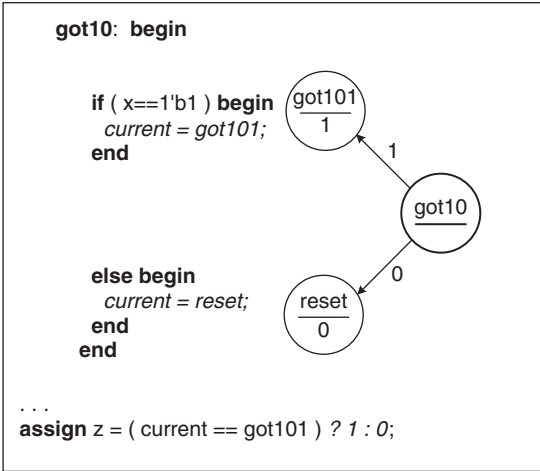 got10: begin
if ( x==1'b1 ) begin
current = got101;
end
got101
1
1
got10
0
else begin
current = reset;
end
end
reset
0
. . .
assign z = ( current == got101 ) ? 1 : 0;